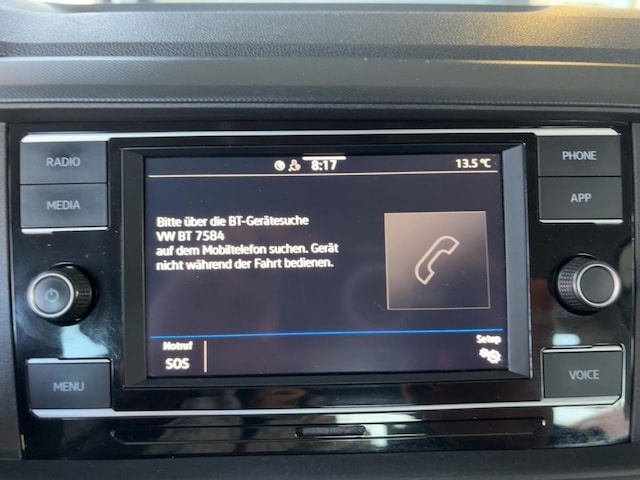 RADIO
MEDIA
MENU
8:17
13.5 °C
Bitte über die BT-Gerätesuche
VW BT 7584
auf dem Mobiltelefon suchen. Gerät
nicht während der Fahrt bedienen.
Notruf
SOS
Setup
PHONE
APP
VOICE